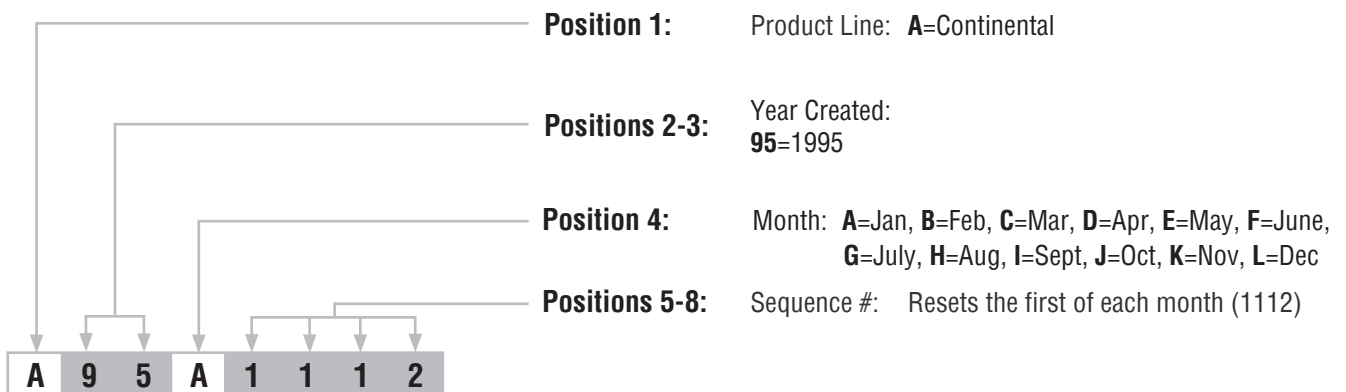 Position 1: Product Line: A=Continental
Positions 2-3: Year Created:
95=1995
Position 4: Month: A=Jan, B=Feb, C=Mar, D=Apr, E=May, F=June,
G=July, H=Aug, I=Sept, J=Oct, K=Nov, L=Dec
Positions 5-8: Sequence #: Resets the first of each month (1112)
A 9 5 A 1 1 1 2